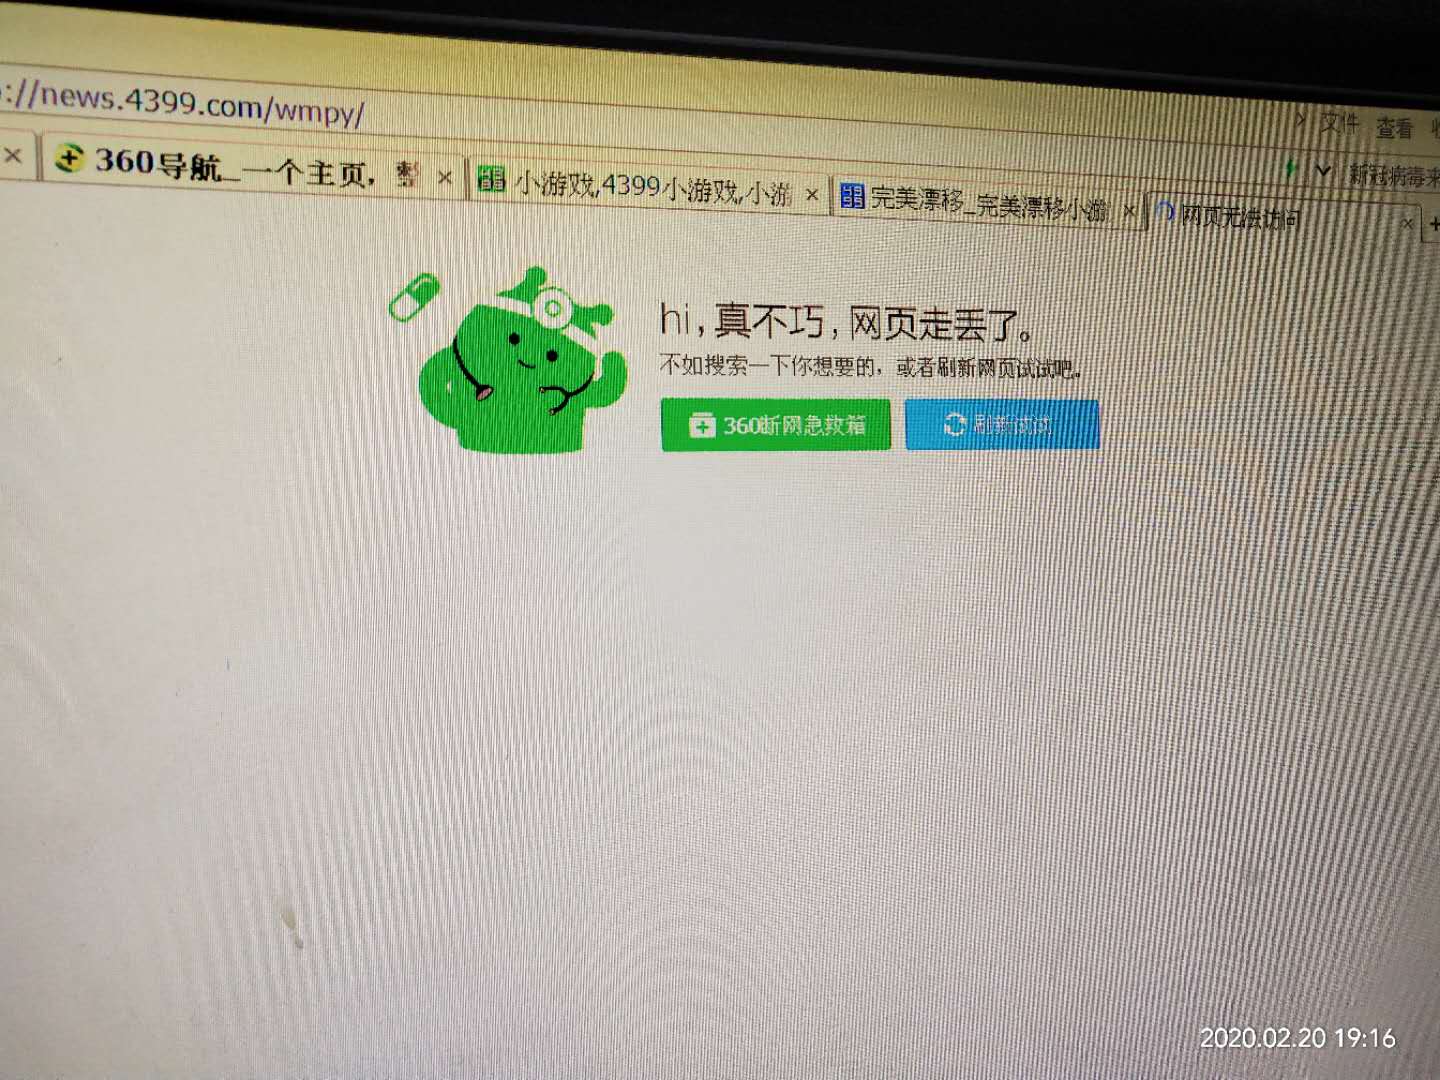 ://news.4399.com/wmpy/
文件 查看
360导航_一个主页,
小游戏,4399小游戏,小游
完美漂移_完美漂移小游
网页无法访问
新冠病毒来
hi,真不巧,网页走丢了。
不如搜索一下你想要的，或者刷新网页试试吧。
360断网急救箱
刷新试试
2020.02.20 19:16